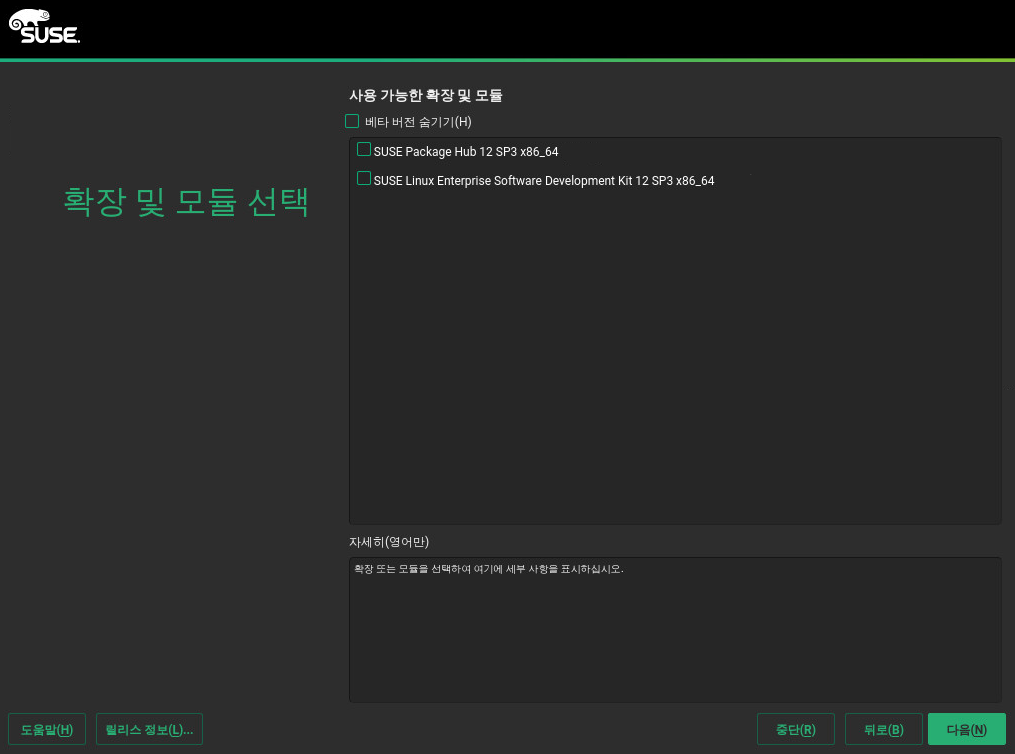 SUSE.
사용 가능한 확장 및 모듈
베타 버전 숨기기(H)
SUSE Package Hub 12 SP3 x86_64
SUSE Linux Enterprise Software Development Kit 12 SP3 x86_64
확장 및 모듈 선택
자세히(영어만)
확장 또는 모듈을 선택하여 여기에 세부 사항을 표시하십시오.
도움말(H) 릴리스 정보(L)... 중단(R) 뒤로(B) 다음(N)